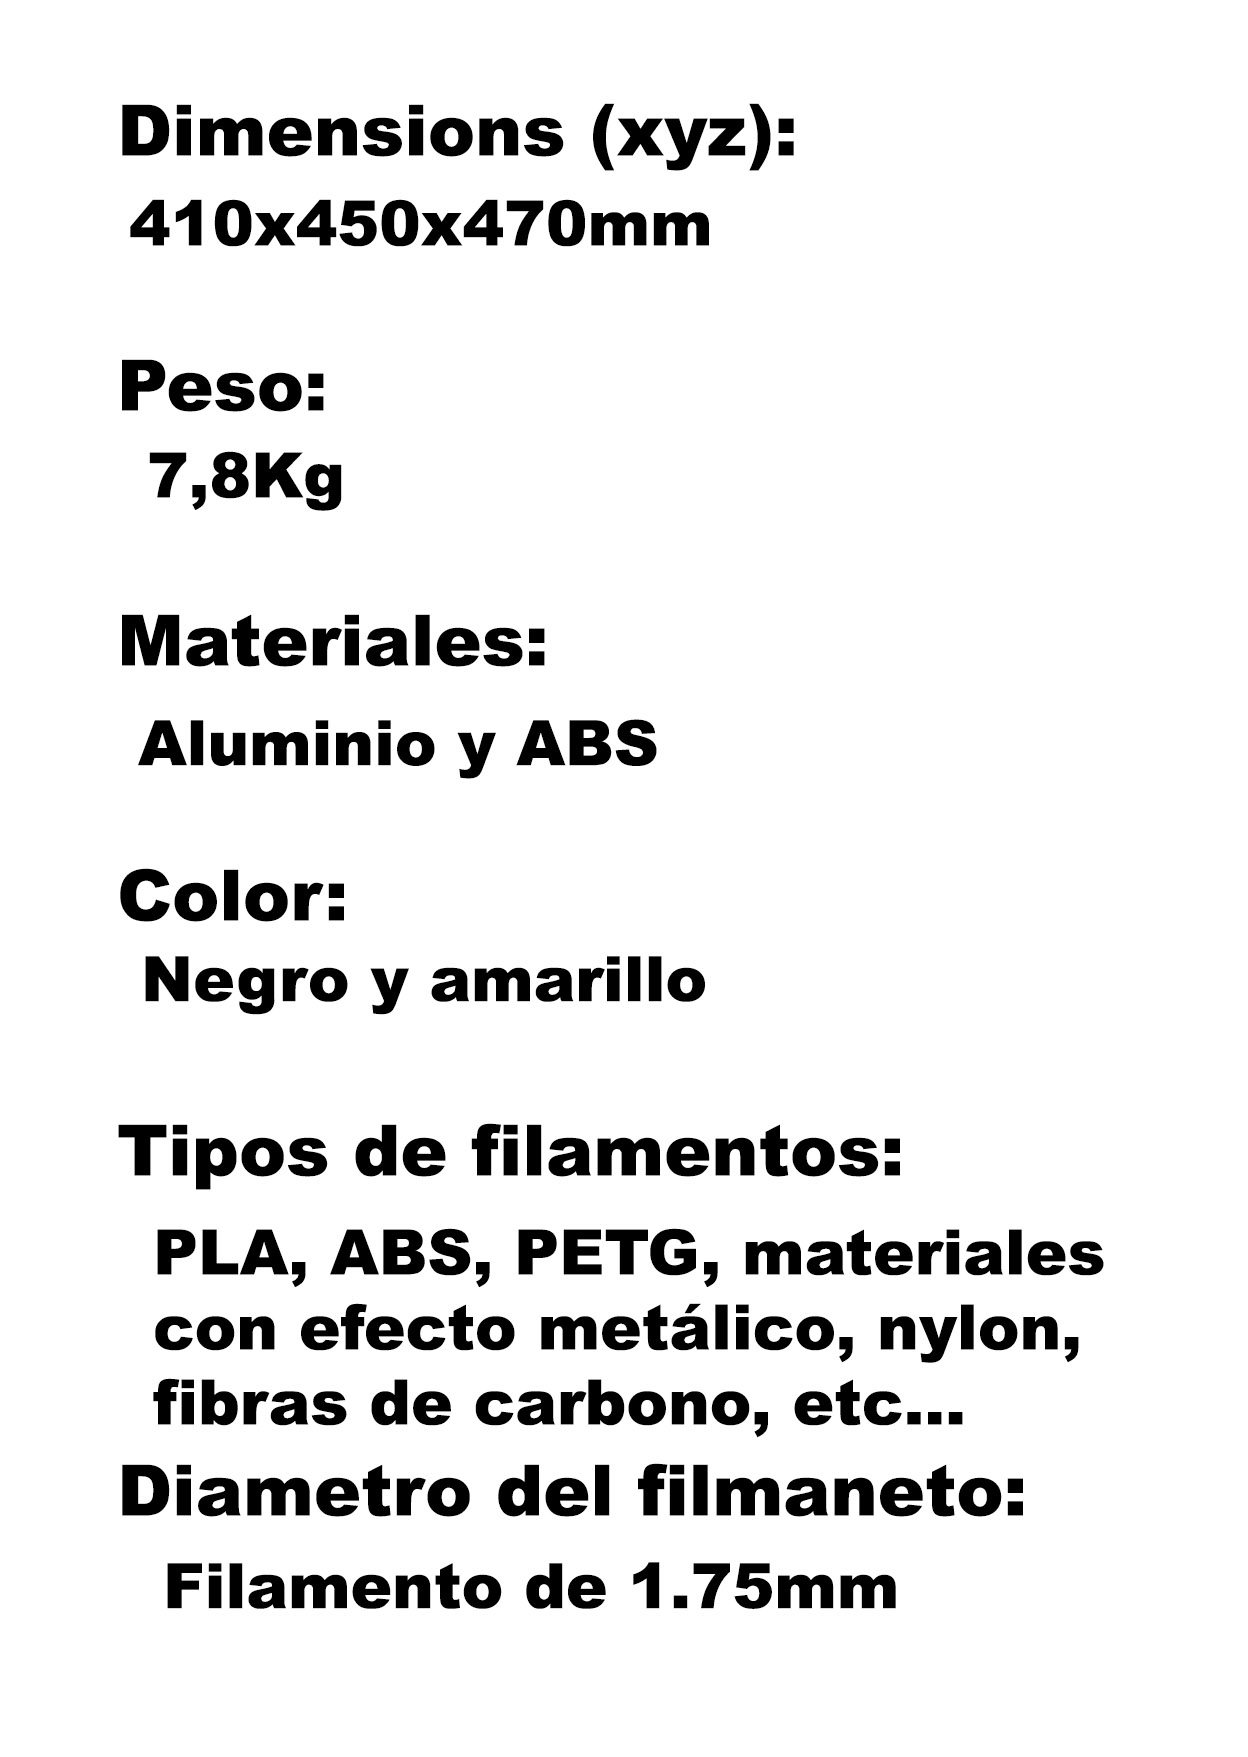 Dimensions (xyz):
410x450x470mm
Peso:
7,8Kg
Materiales:
Aluminio y ABS
Color:
Negro y amarillo
Tipos de filamentos:
PLA, ABS, PETG, materiales
con efecto metálico, nylon,
fibras de carbono, etc...
Diametro del filmaneto:
Filamento de 1.75mm